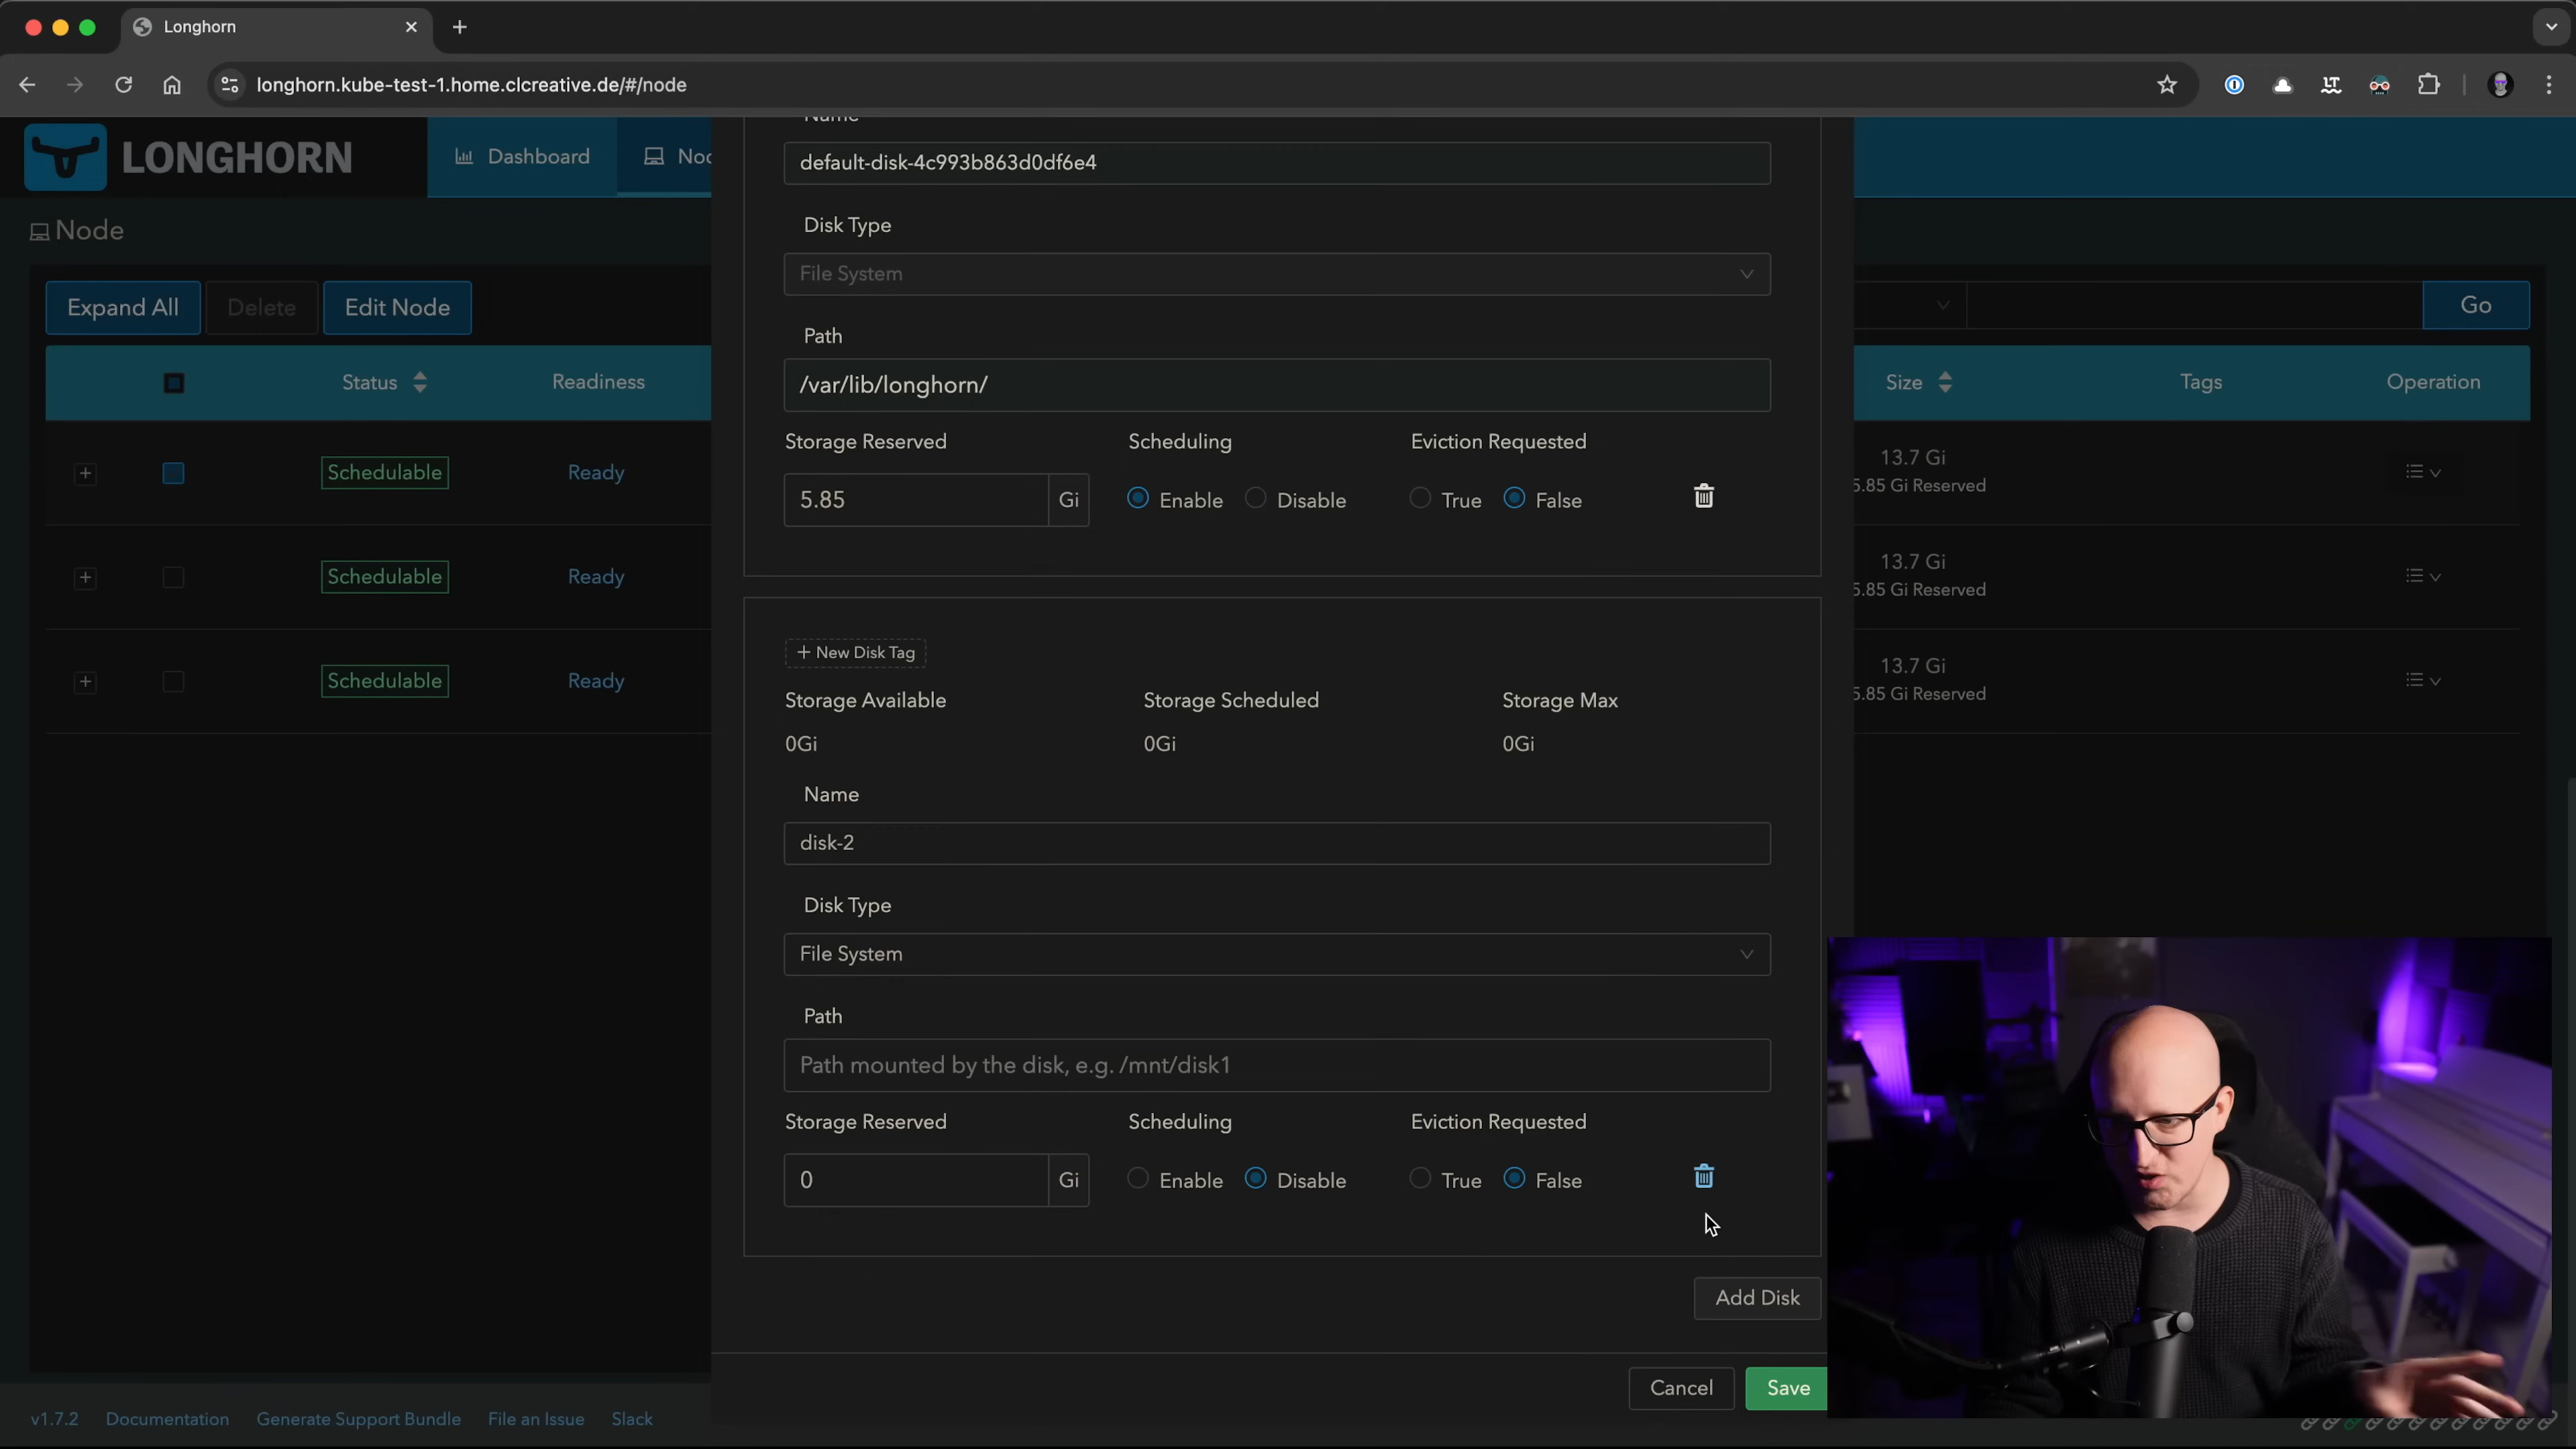 Longhorn
longhorn.kube-test-1.home.clcreative.de/#/node
LONGHORN
Dashboard
Node
Expand All
Delete
Edit Node
Go
Status
Readiness
Size
Tags
Operation
Schedulable
Ready
13.7 Gi
5.85 Gi Reserved
Schedulable
Ready
13.7 Gi
5.85 Gi Reserved
Schedulable
Ready
13.7 Gi
5.85 Gi Reserved
Name
default-disk-4c993b863d0df6e4
Disk Type
File System
Path
/var/lib/longhorn/
Storage Reserved
Scheduling
Eviction Requested
5.85
Gi
Enable
Disable
True
False
+ New Disk Tag
Storage Available
Storage Scheduled
Storage Max
0Gi
0Gi
0Gi
Name
disk-2
Disk Type
File System
Path
Path mounted by the disk, e.g. /mnt/disk1
Storage Reserved
Scheduling
Eviction Requested
0
Gi
Enable
Disable
True
False
Add Disk
Cancel
Save
v1.7.2
Documentation
Generate Support Bundle
File an Issue
Slack